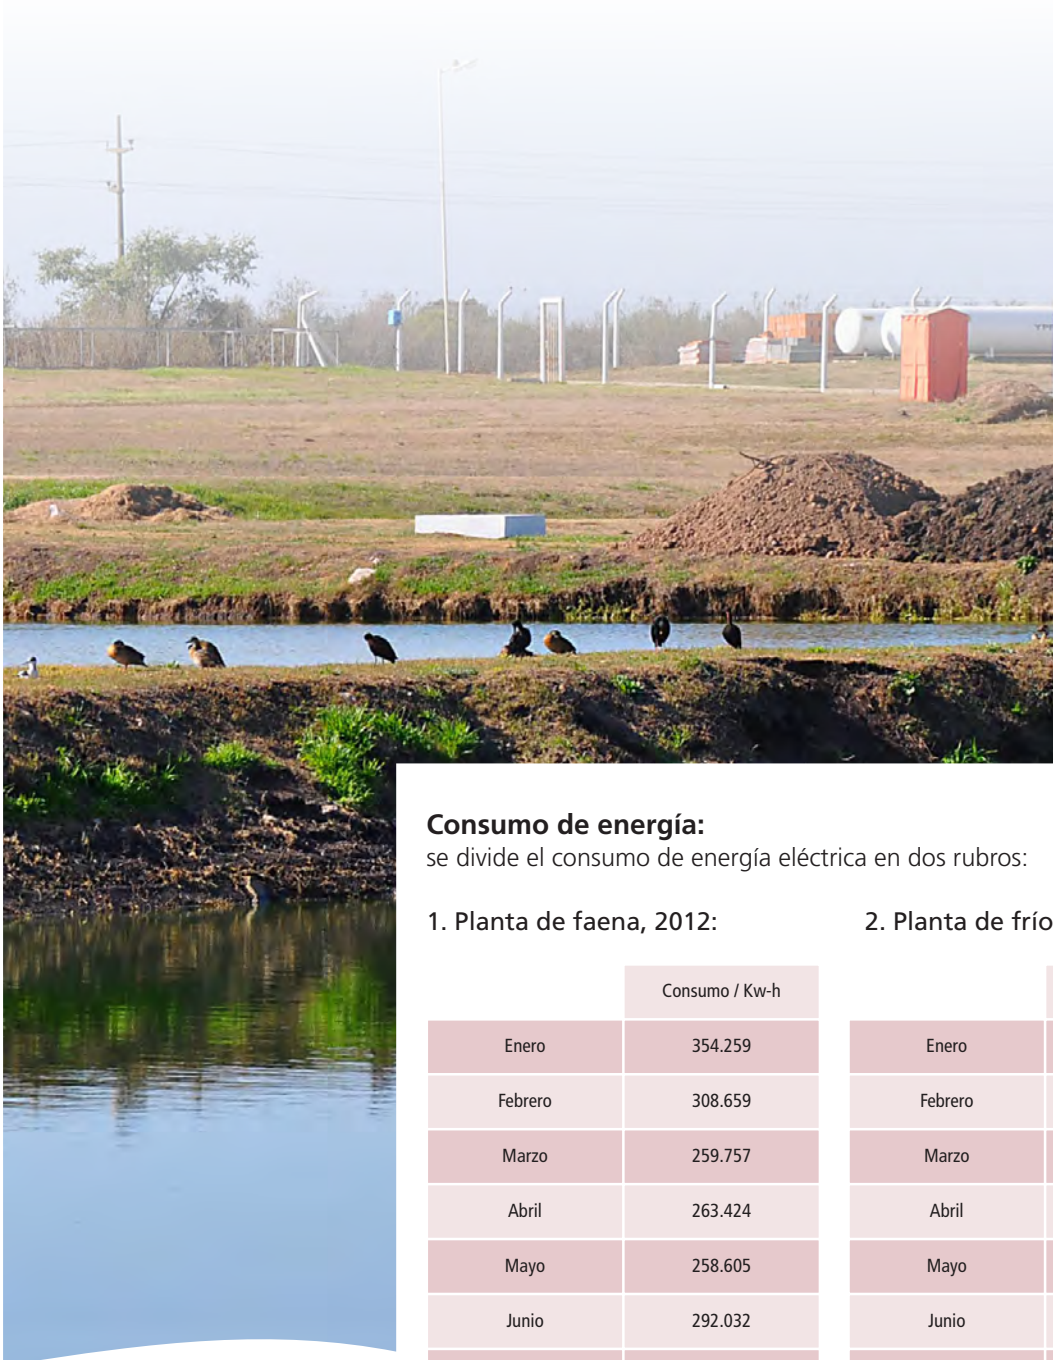 Consumo de energía:
se divide el consumo de energía eléctrica en dos rubros:
1. Planta de faena, 2012:
Consumo / Kw-h
Enero 354.259
Febrero 308.659
Marzo 259.757
Abril 263.424
Mayo 258.605
Junio 292.032
2. Planta de frío
Enero
Febrero
Marzo
Abril
Mayo
Junio